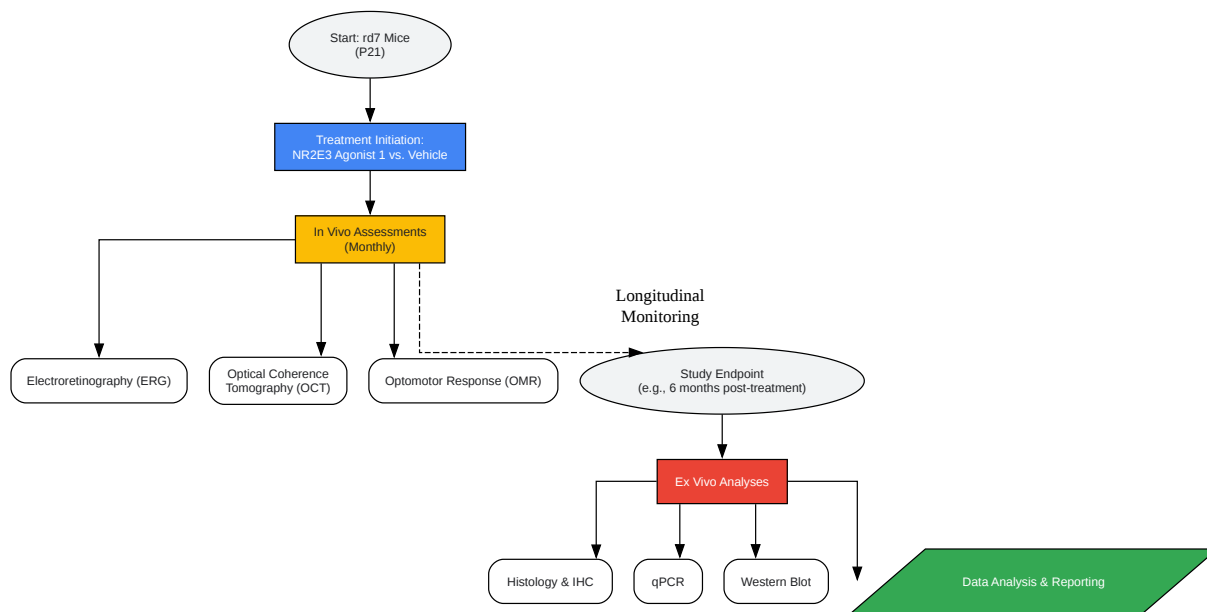 Start: rd7 Mice
(P21)
Treatment Initiation:
NR2E3 Agonist 1 vs. Vehicle
In Vivo Assessments
(Monthly)
Longitudinal
Monitoring
Electroretinography (ERG)
Optical Coherence
Tomography (OCT)
Optomotor Response (OMR)
Study Endpoint
(e.g., 6 months post-treatment)
Ex Vivo Analyses
Histology & IHC
qPCR
Western Blot
Data Analysis & Reporting